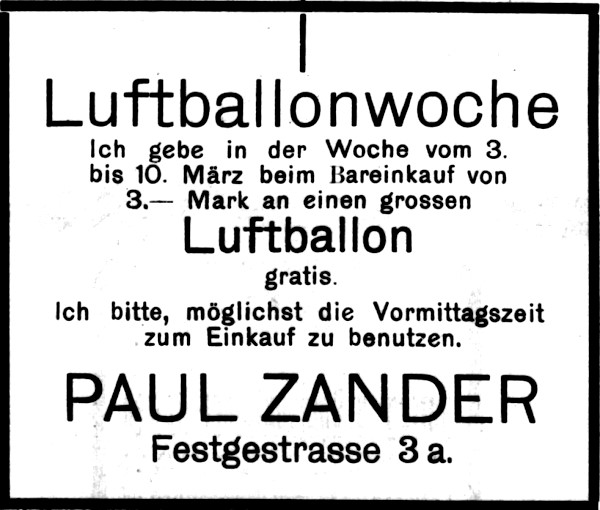 Luftballonwoche
Ich gebe in der Woche vom 3.
bis 10. März beim Bareinkauf von
3.— Mark an einen grossen
Luftballon
gratis.
Ich bitte, möglichst die Vormittagszeit
zum Einkauf zu benutzen.
PAUL ZANDER
Festgestrasse 3 a.